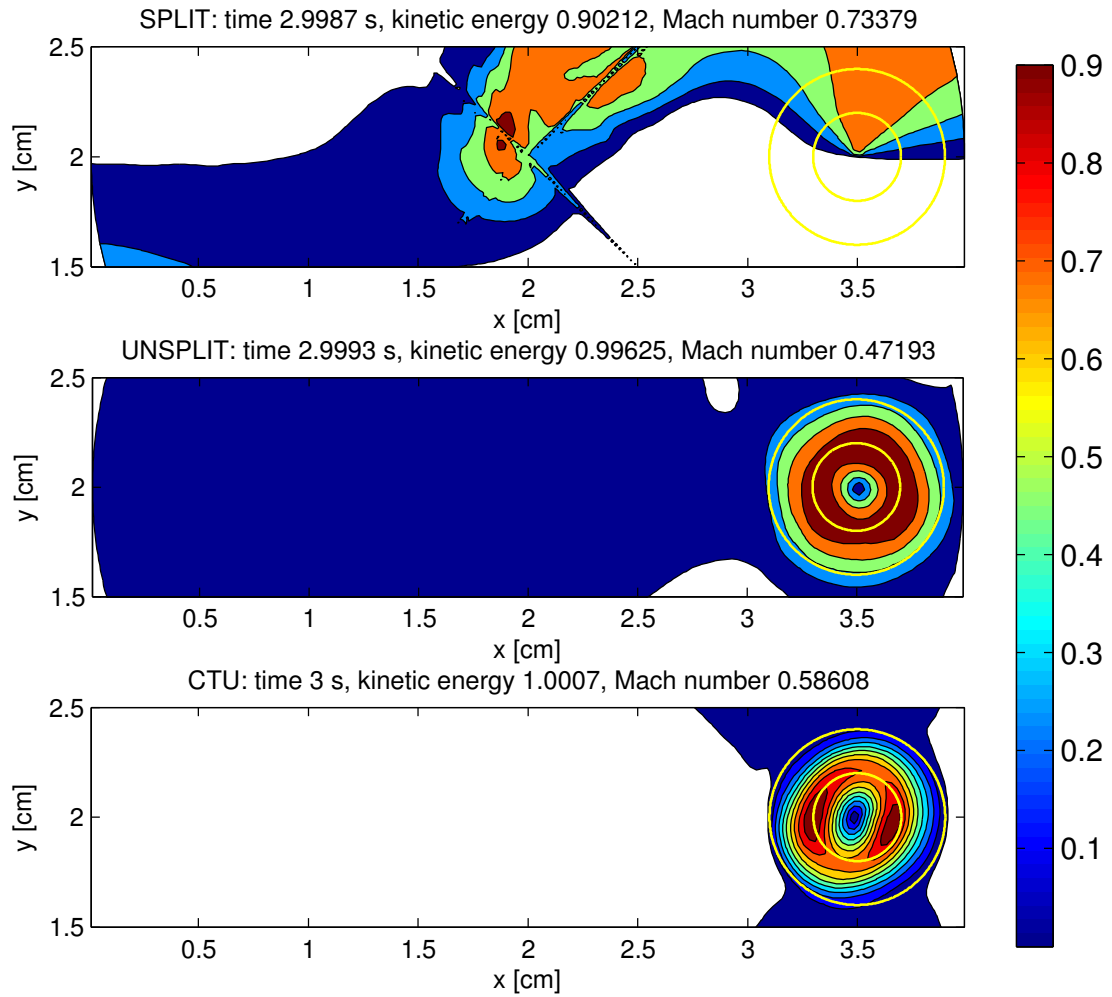 SPLIT: time 2.9987 s, kinetic energy 0.90212, Mach number 0.73379
2.5
2
1.5
y [cm]
0.5 1 1.5 2 2.5 3 3.5
x [cm]
UNSPLIT: time 2.9993 s, kinetic energy 0.99625, Mach number 0.47193
2.5
2
1.5
y [cm]
0.5 1 1.5 2 2.5 3 3.5
x [cm]
CTU: time 3 s, kinetic energy 1.0007, Mach number 0.58608
2.5
2
1.5
y [cm]
0.5 1 1.5 2 2.5 3 3.5
x [cm]
0.9
0.8
0.7
0.6
0.5
0.4
0.3
0.2
0.1